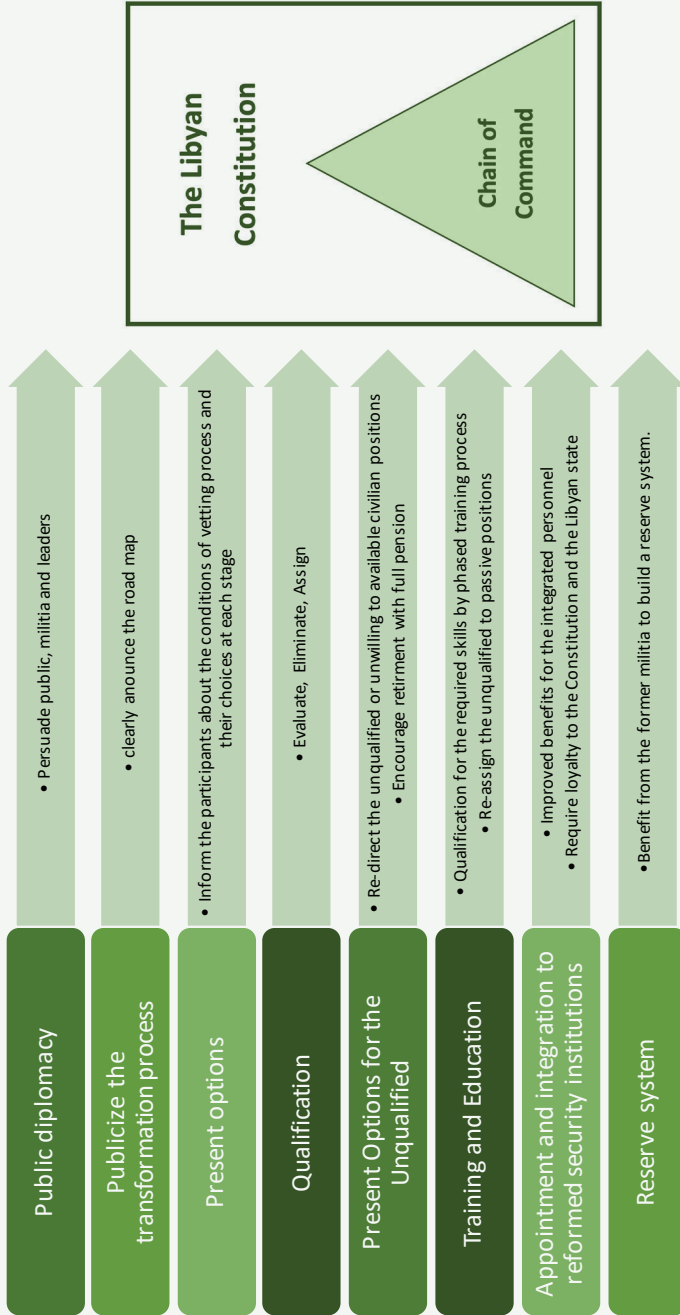 Public diplomacy
• Persuade public, militia and leaders
Publicize the
transformation process
• clearly anounce the road map
Present options
• Inform the participants about the conditions of vetting process and
their choices at each stage
Qualification
• Evaluate, Eliminate, Assign
Present Options for the
Unqualified
• Re-direct the unqualified or unwilling to available civilian positions
• Encourage retirment with full pension
Training and Education
• Qualification for the required skills by phased training process
• Re-assign the unqualified to passive positions
Appointment and integration to
reformed security institutions
• Improved benefits for the integrated personnel
• Require loyalty to the Constitution and the Libyan state
Reserve system
•Benefit from the former militia to build a reserve system.
The Libyan
Constitution
Chain of
Command